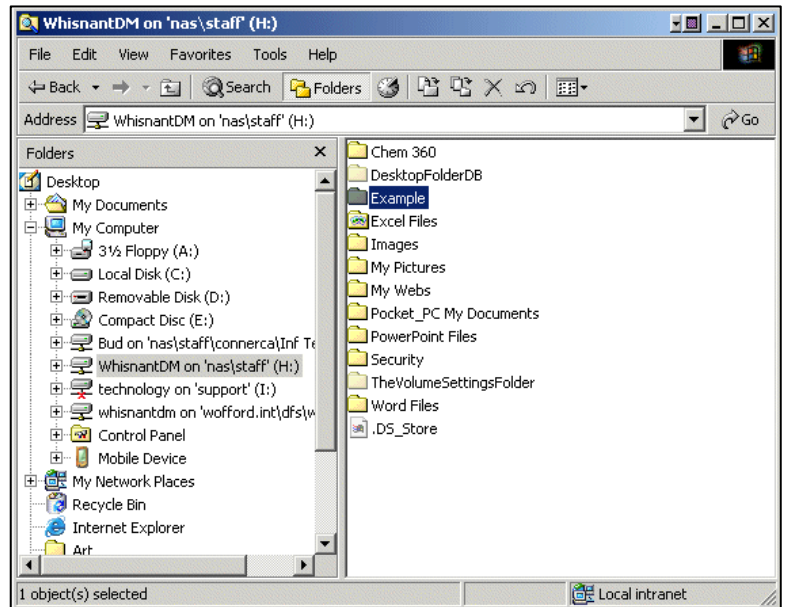 WhisnantDM on 'nas\staff' (H:)
File Edit View Favorites Tools Help
Back Search Folders
Address WhisnantDM on 'nas\staff' (H:) Go
Folders
Desktop
My Documents
My Computer
3½ Floppy (A:)
Local Disk (C:)
Removable Disk (D:)
Compact Disc (E:)
Bud on 'nas\staff\connerca\Inf Te
WhisnantDM on 'nas\staff' (H:)
technology on 'support' (I:)
whisnantdm on 'wofford.int\dfs\w
Control Panel
Mobile Device
My Network Places
Recycle Bin
Internet Explorer
Art
Chem 360
DesktopFolderDB
Example
Excel Files
Images
My Pictures
My Webs
Pocket_PC My Documents
PowerPoint Files
Security
TheVolumeSettingsFolder
Word Files
.DS_Store
1 object(s) selected
Local intranet